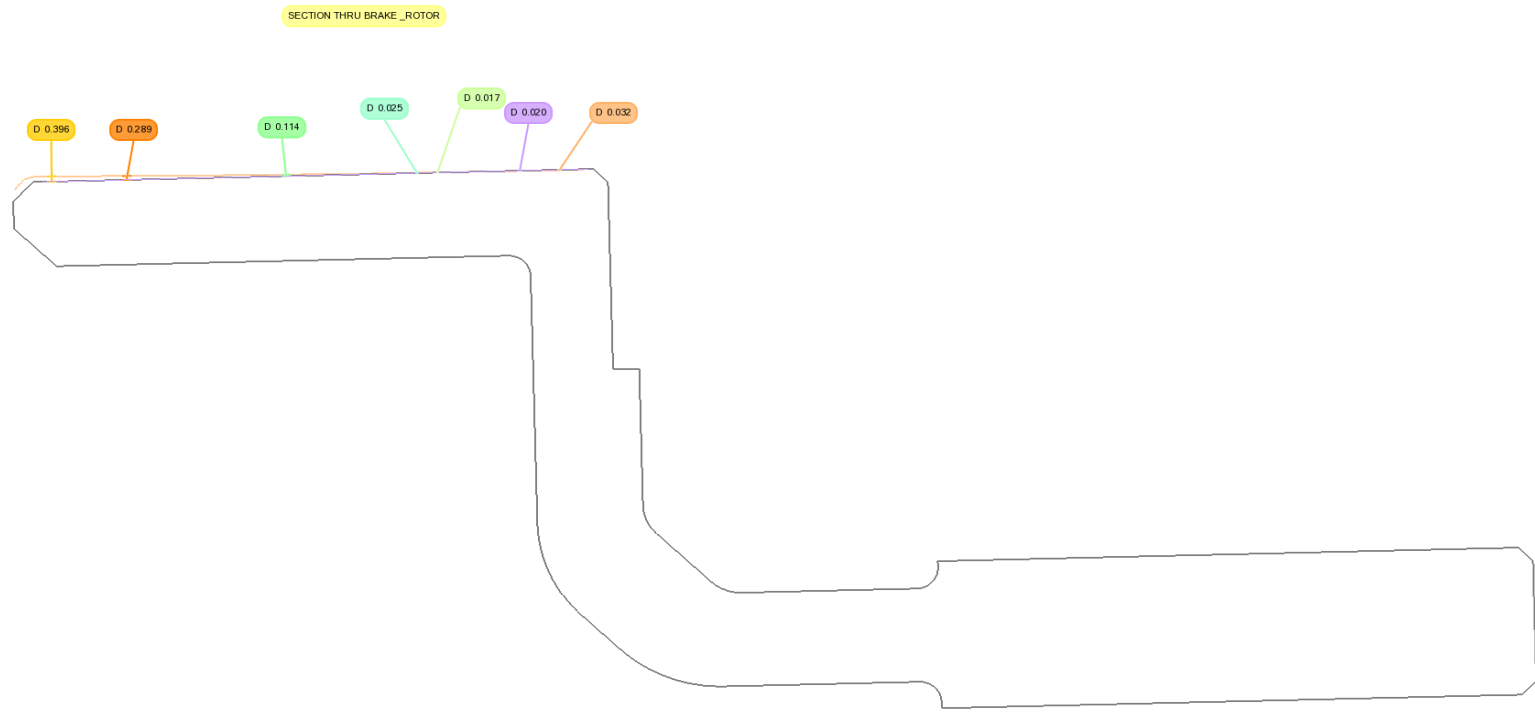 SECTION THRU BRAKE _ROTOR
D 0.396
D 0.289
D 0.114
D 0.025
D 0.017
D 0.020
D 0.032